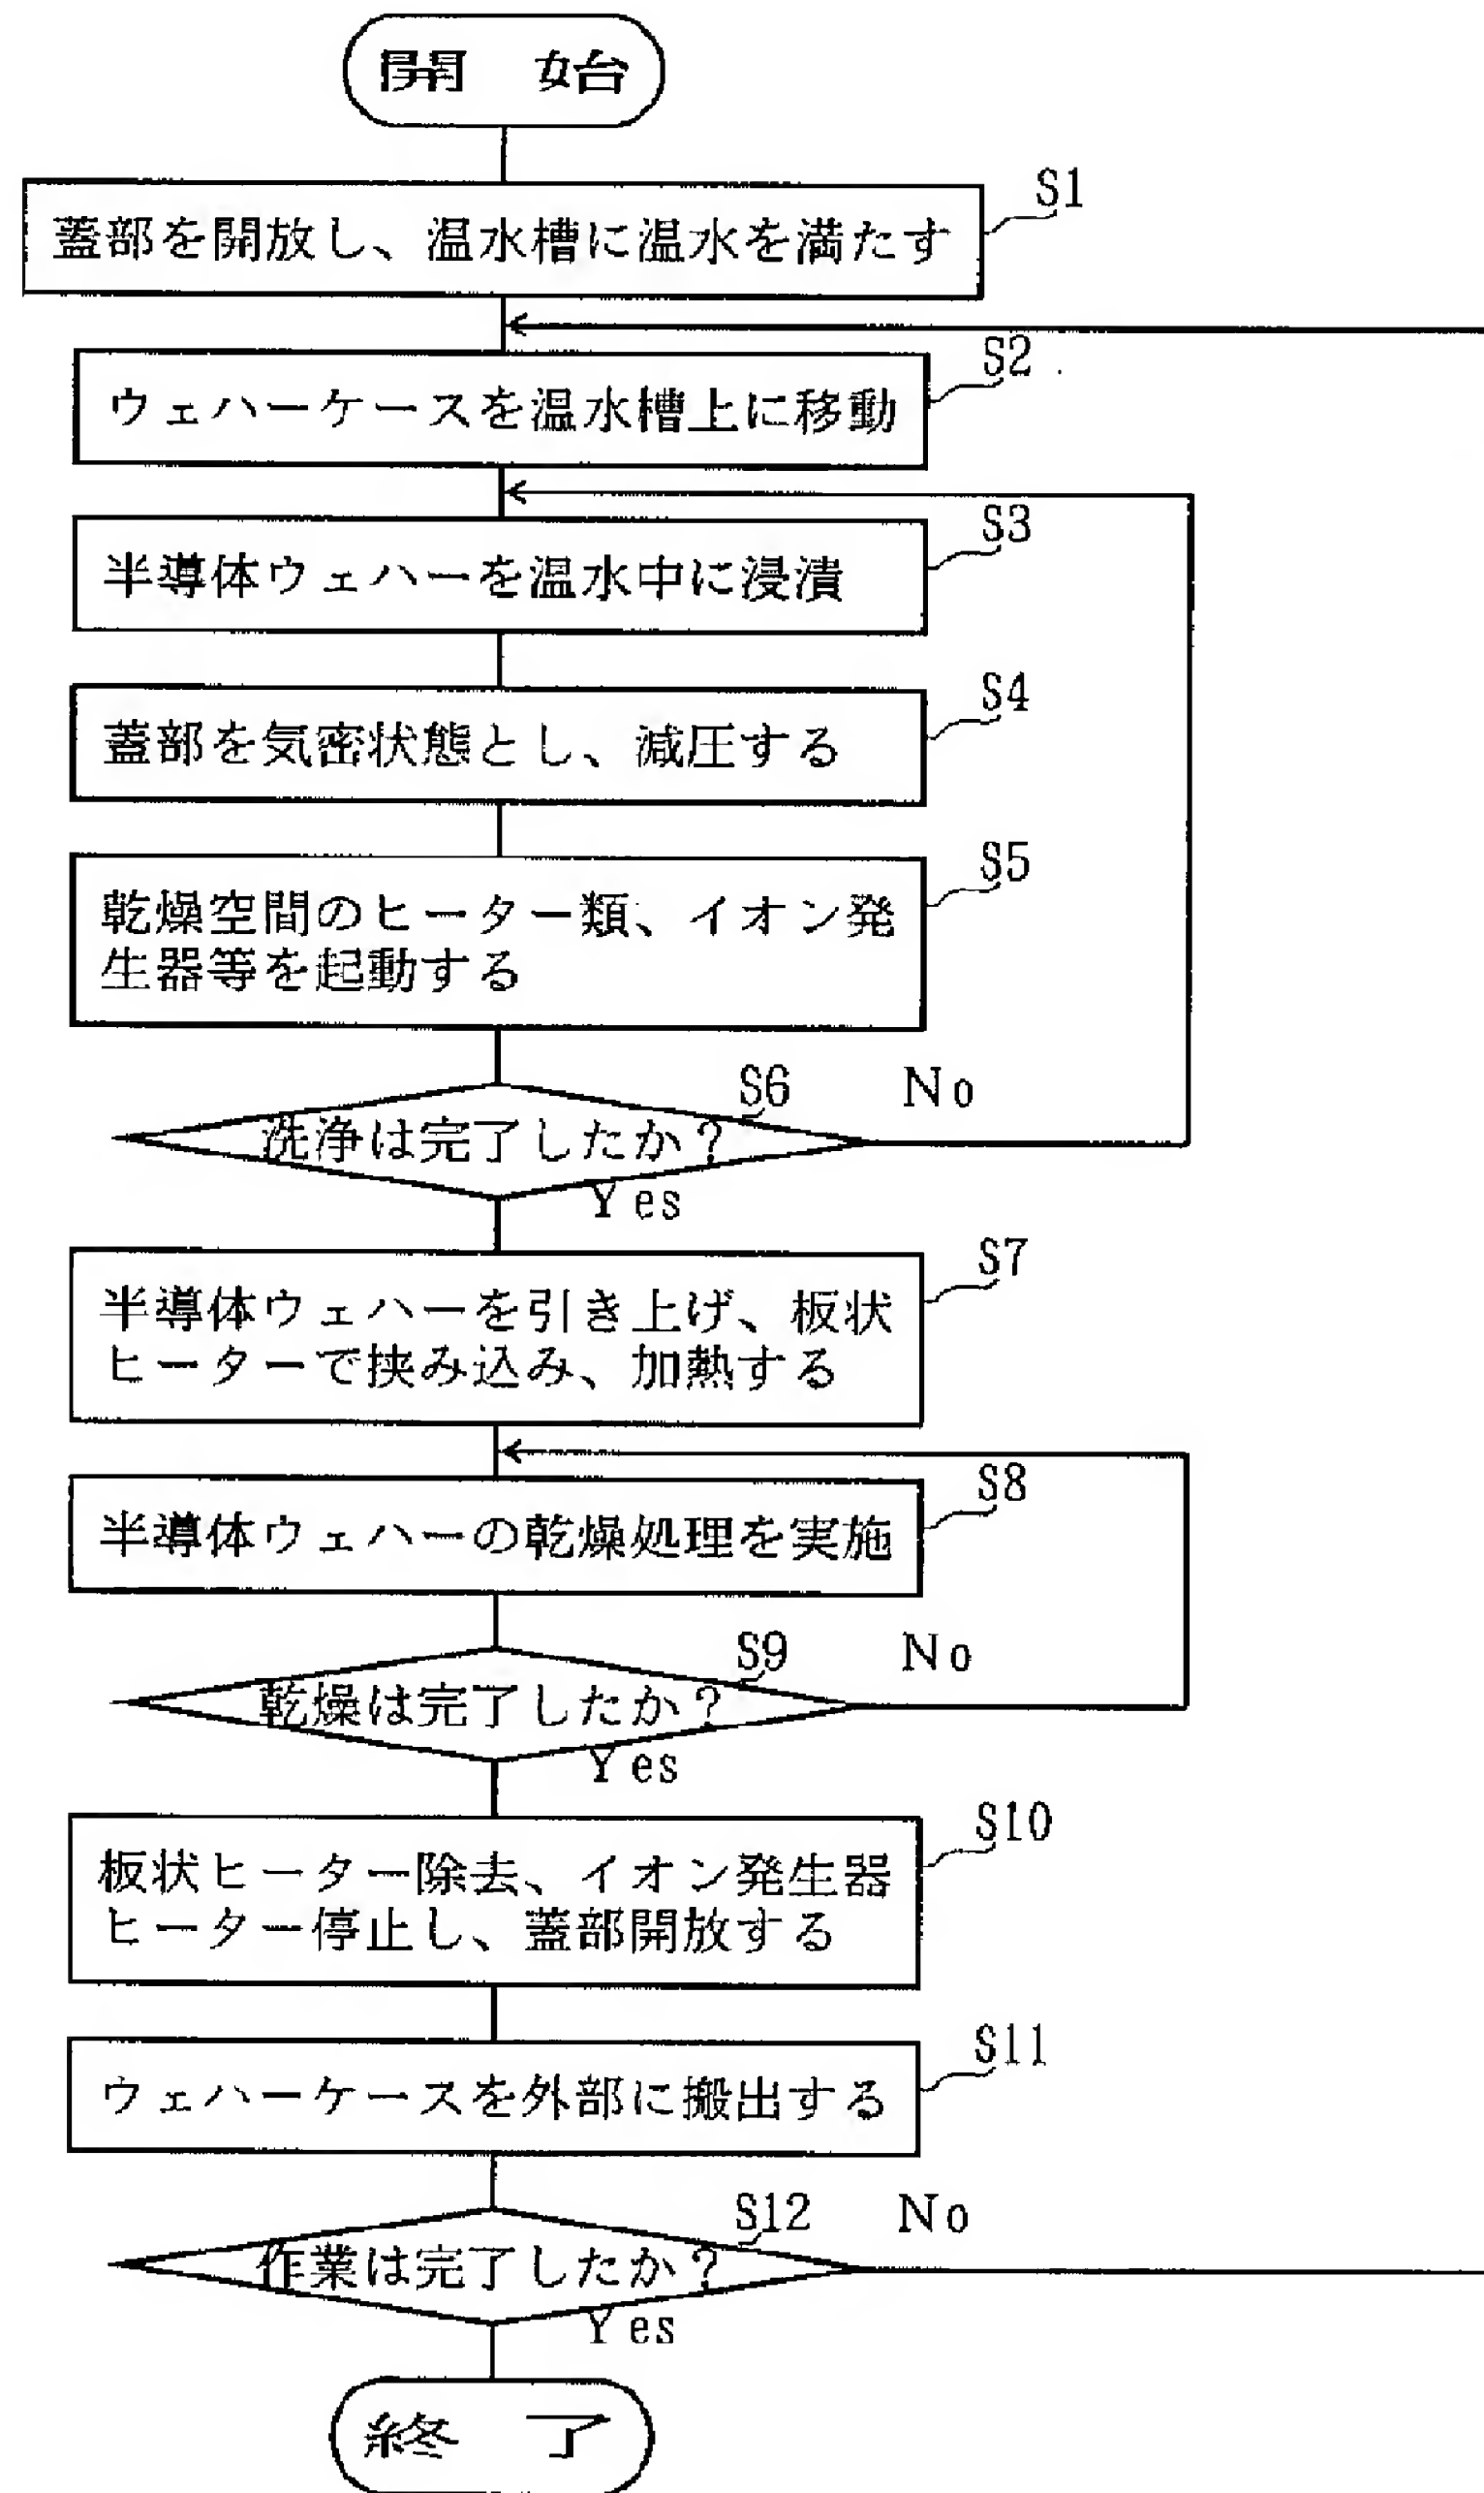 開 始
S1
蓋部を開放し、温水槽に温水を満たす
S2
ウェハーケースを温水槽上に移動
S3
半導体ウェハーを温水中に浸漬
S4
蓋部を気密状態とし、減圧する
S5
乾燥空間のヒーター類、イオン発
生器等を起動する
S6
No
洗浄は完了したか?
Yes
S7
半導体ウェハーを引き上げ、板状
ヒーターで挟み込み、加熱する
S8
半導体ウェハーの乾燥処理を実施
S9
No
乾燥は完了したか?
Yes
S10
板状ヒーター除去、イオン発生器
ヒーター停止し、蓋部開放する
S11
ウェハーケースを外部に搬出する
S12
No
作業は完了したか?
Yes
終 了